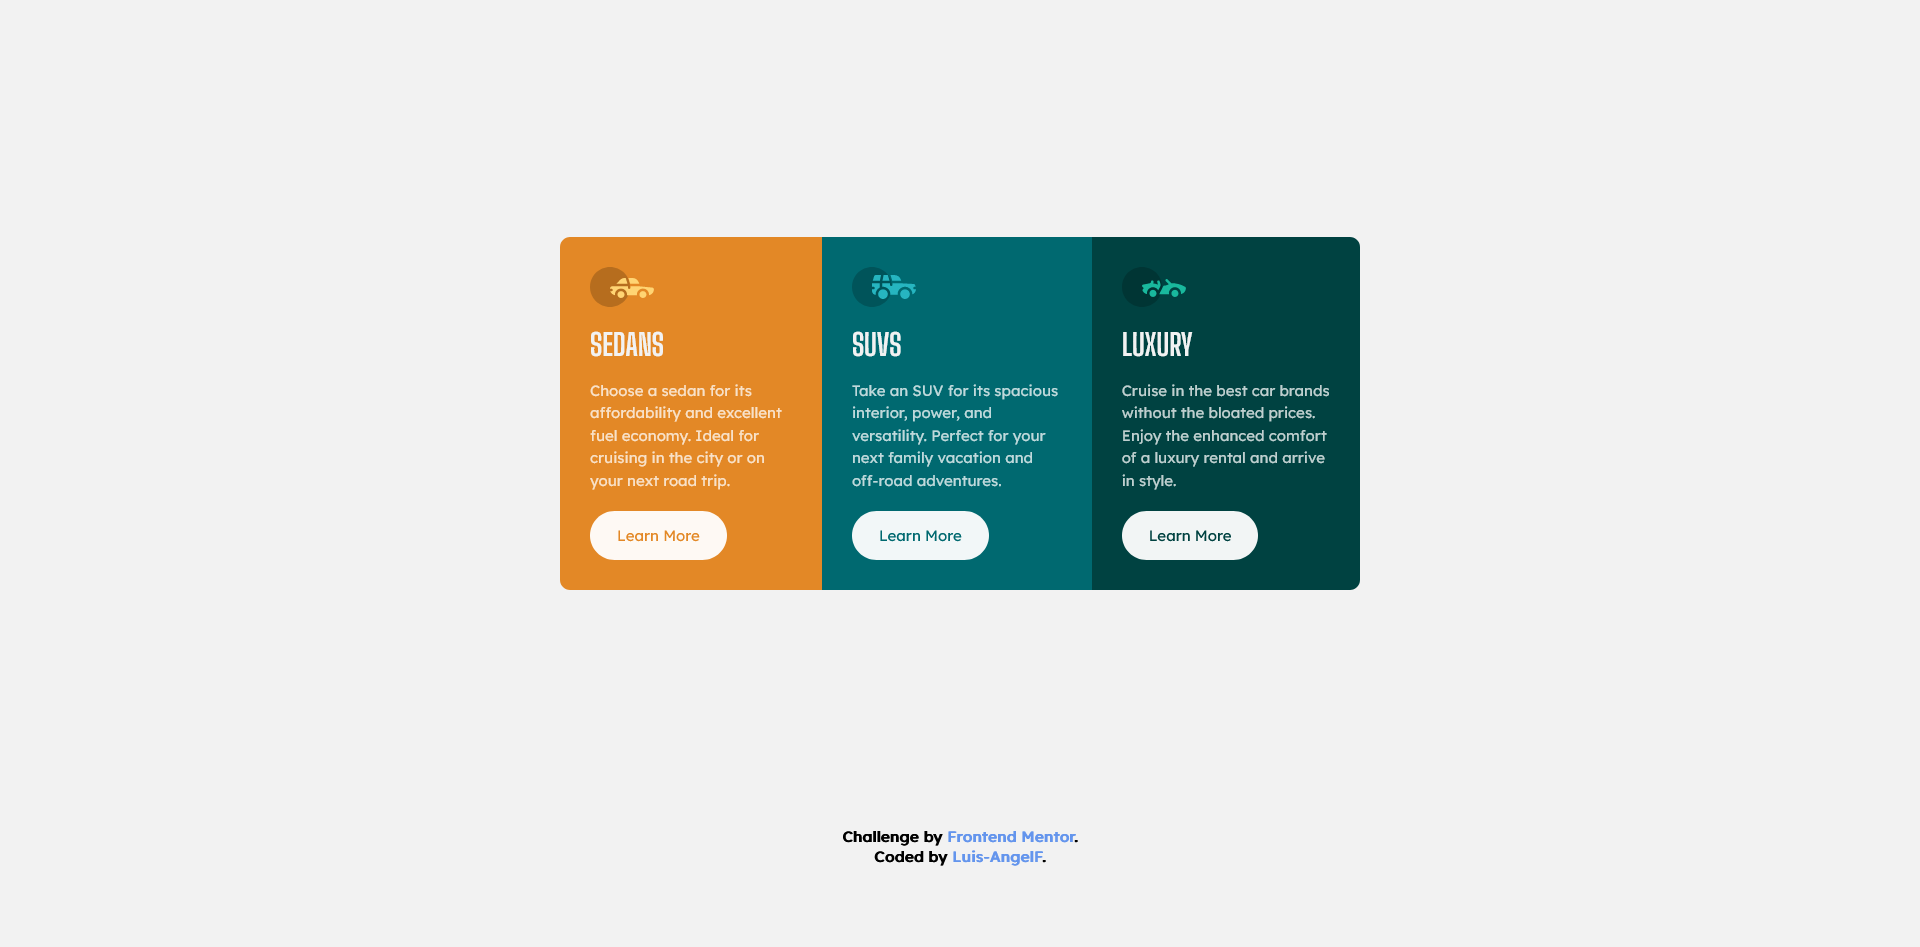 SEDANS
Choose a sedan for its
affordability and excellent
fuel economy. Ideal for
cruising in the city or on
your next road trip.
Learn More
SUVS
Take an SUV for its spacious
interior, power, and
versatility. Perfect for your
next family vacation and
off-road adventures.
Learn More
LUXURY
Cruise in the best car brands
without the bloated prices.
Enjoy the enhanced comfort
of a luxury rental and arrive
in style.
Learn More
Challenge by Frontend Mentor.
Coded by Luis-AngelF.